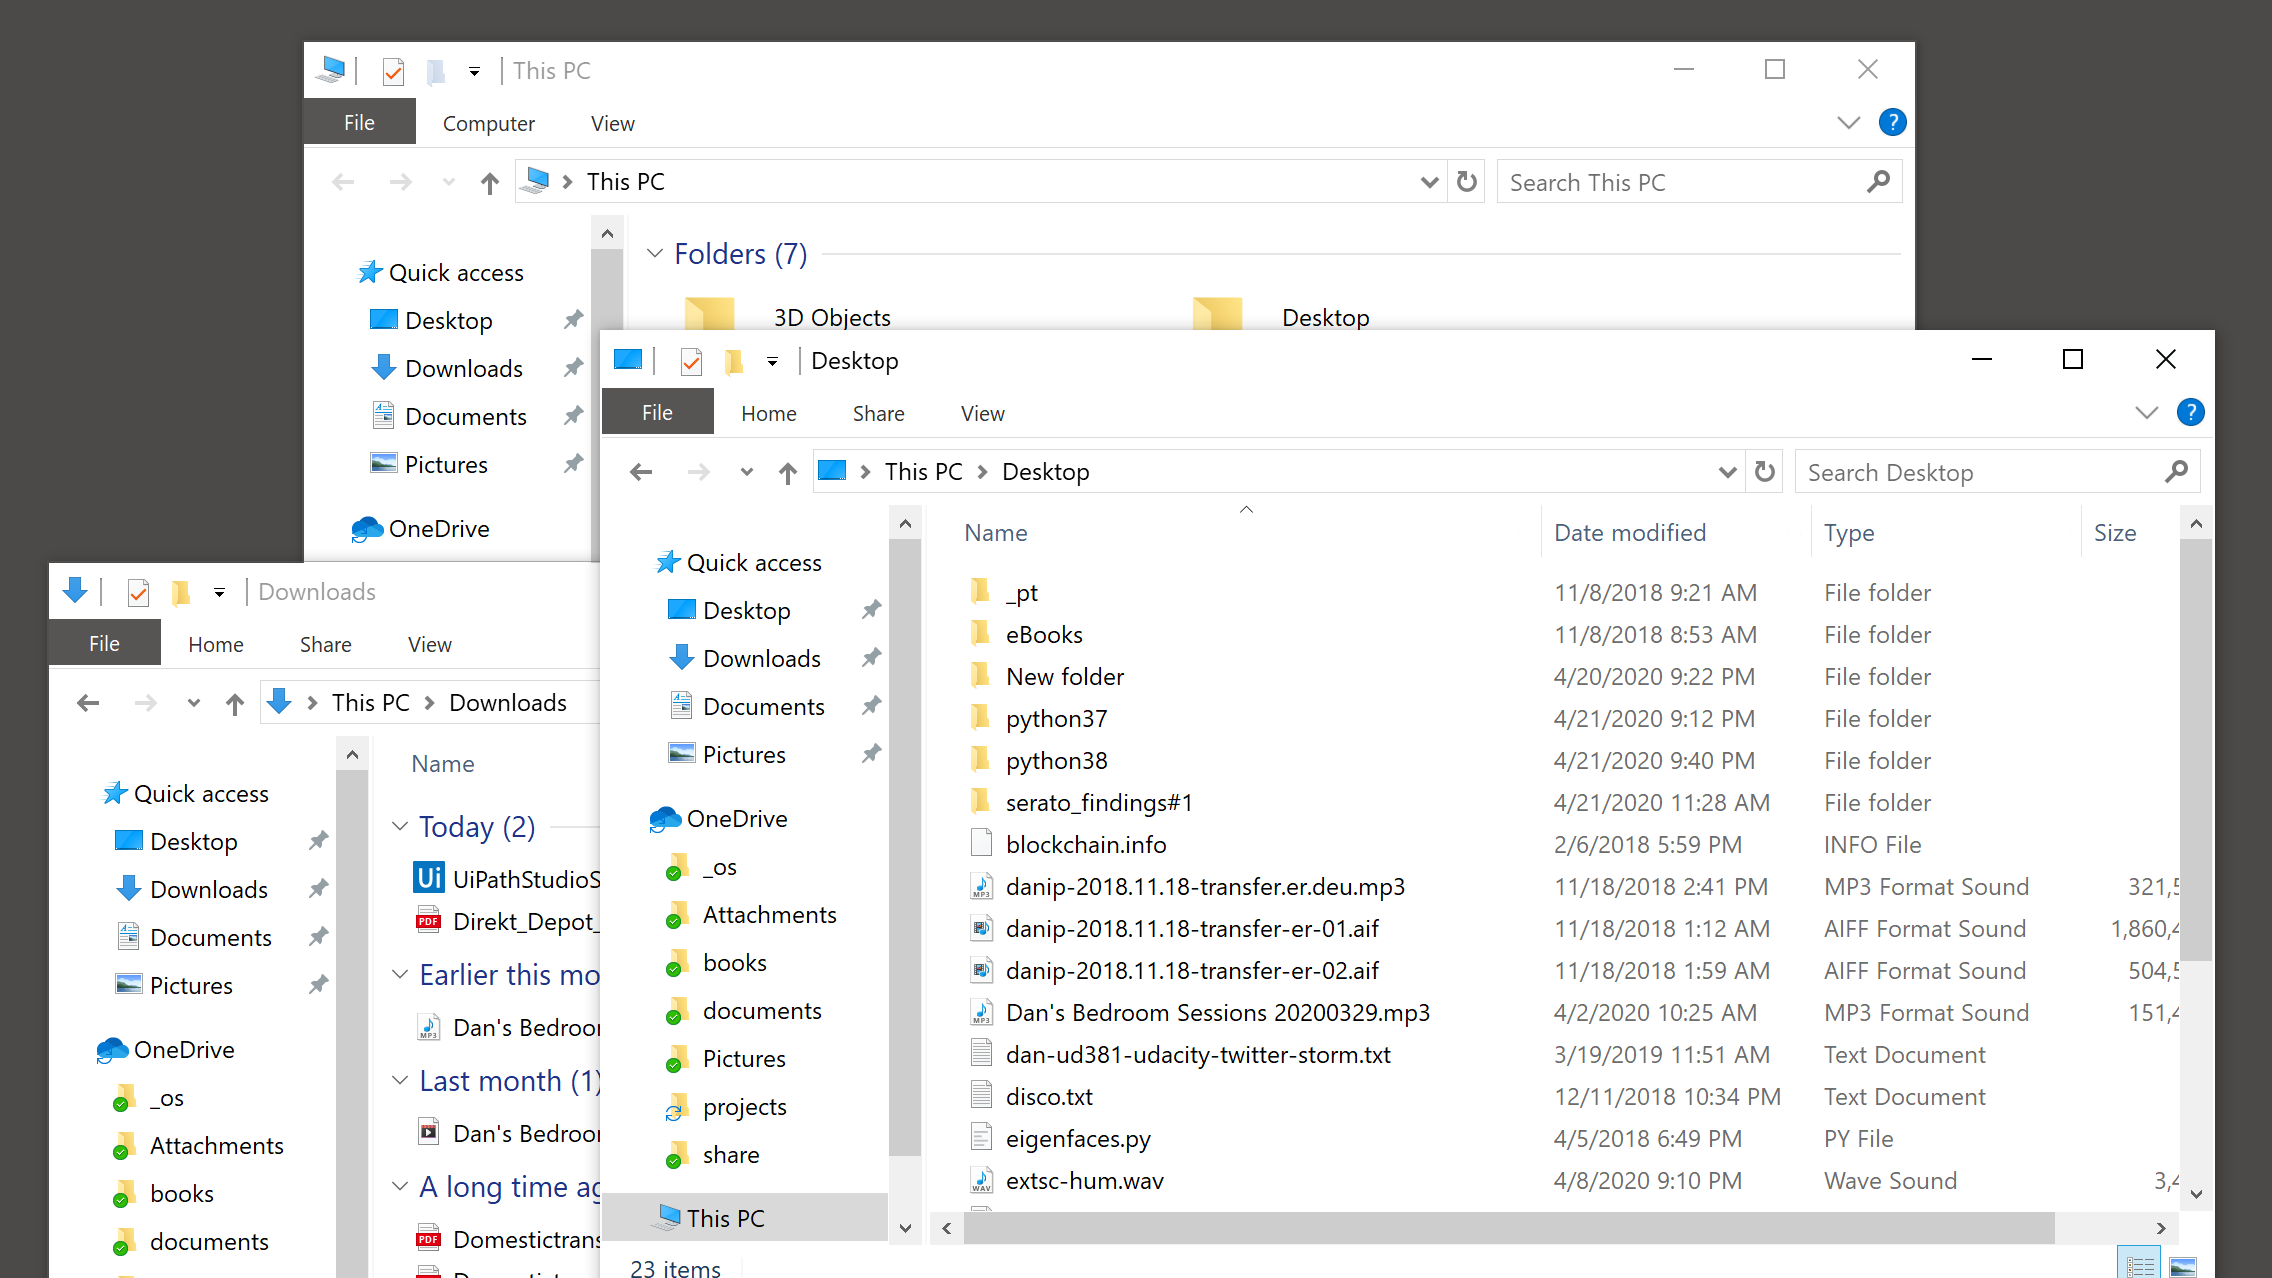 This PC
File Computer View
This PC
Search This PC
Quick access
Desktop
Downloads
Documents
Pictures
OneDrive
Folders (7)
3D Objects
Desktop
Downloads
File Home Share View
This PC Downloads
Quick access
Desktop
Downloads
Documents
Pictures
OneDrive
_os
Attachments
books
documents
Name
Today (2)
UiPathStudioS
Direkt_Depot_
Earlier this mo
Dan's Bedroor
Last month (1)
Dan's Bedroor
A long time ag
Domestictrans
Desktop
File Home Share View
This PC Desktop
Search Desktop
Quick access
Desktop
Downloads
Documents
Pictures
OneDrive
_os
Attachments
books
documents
Pictures
projects
share
This PC
Name Date modified Type Size
_pt 11/8/2018 9:21 AM File folder
eBooks 11/8/2018 8:53 AM File folder
New folder 4/20/2020 9:22 PM File folder
python37 4/21/2020 9:12 PM File folder
python38 4/21/2020 9:40 PM File folder
serato_findings#1 4/21/2020 11:28 AM File folder
blockchain.info 2/6/2018 5:59 PM INFO File
danip-2018.11.18-transfer.er.deu.mp3 11/18/2018 2:41 PM MP3 Format Sound 321,5
danip-2018.11.18-transfer-er-01.aif 11/18/2018 1:12 AM AIFF Format Sound 1,860,4
danip-2018.11.18-transfer-er-02.aif 11/18/2018 1:59 AM AIFF Format Sound 504,5
Dan's Bedroom Sessions 20200329.mp3 4/2/2020 10:25 AM MP3 Format Sound 151,4
dan-ud381-udacity-twitter-storm.txt 3/19/2019 11:51 AM Text Document
disco.txt 12/11/2018 10:34 PM Text Document
eigenfaces.py 4/5/2018 6:49 PM PY File
extsc-hum.wav 4/8/2020 9:10 PM Wave Sound 3,4
23 items